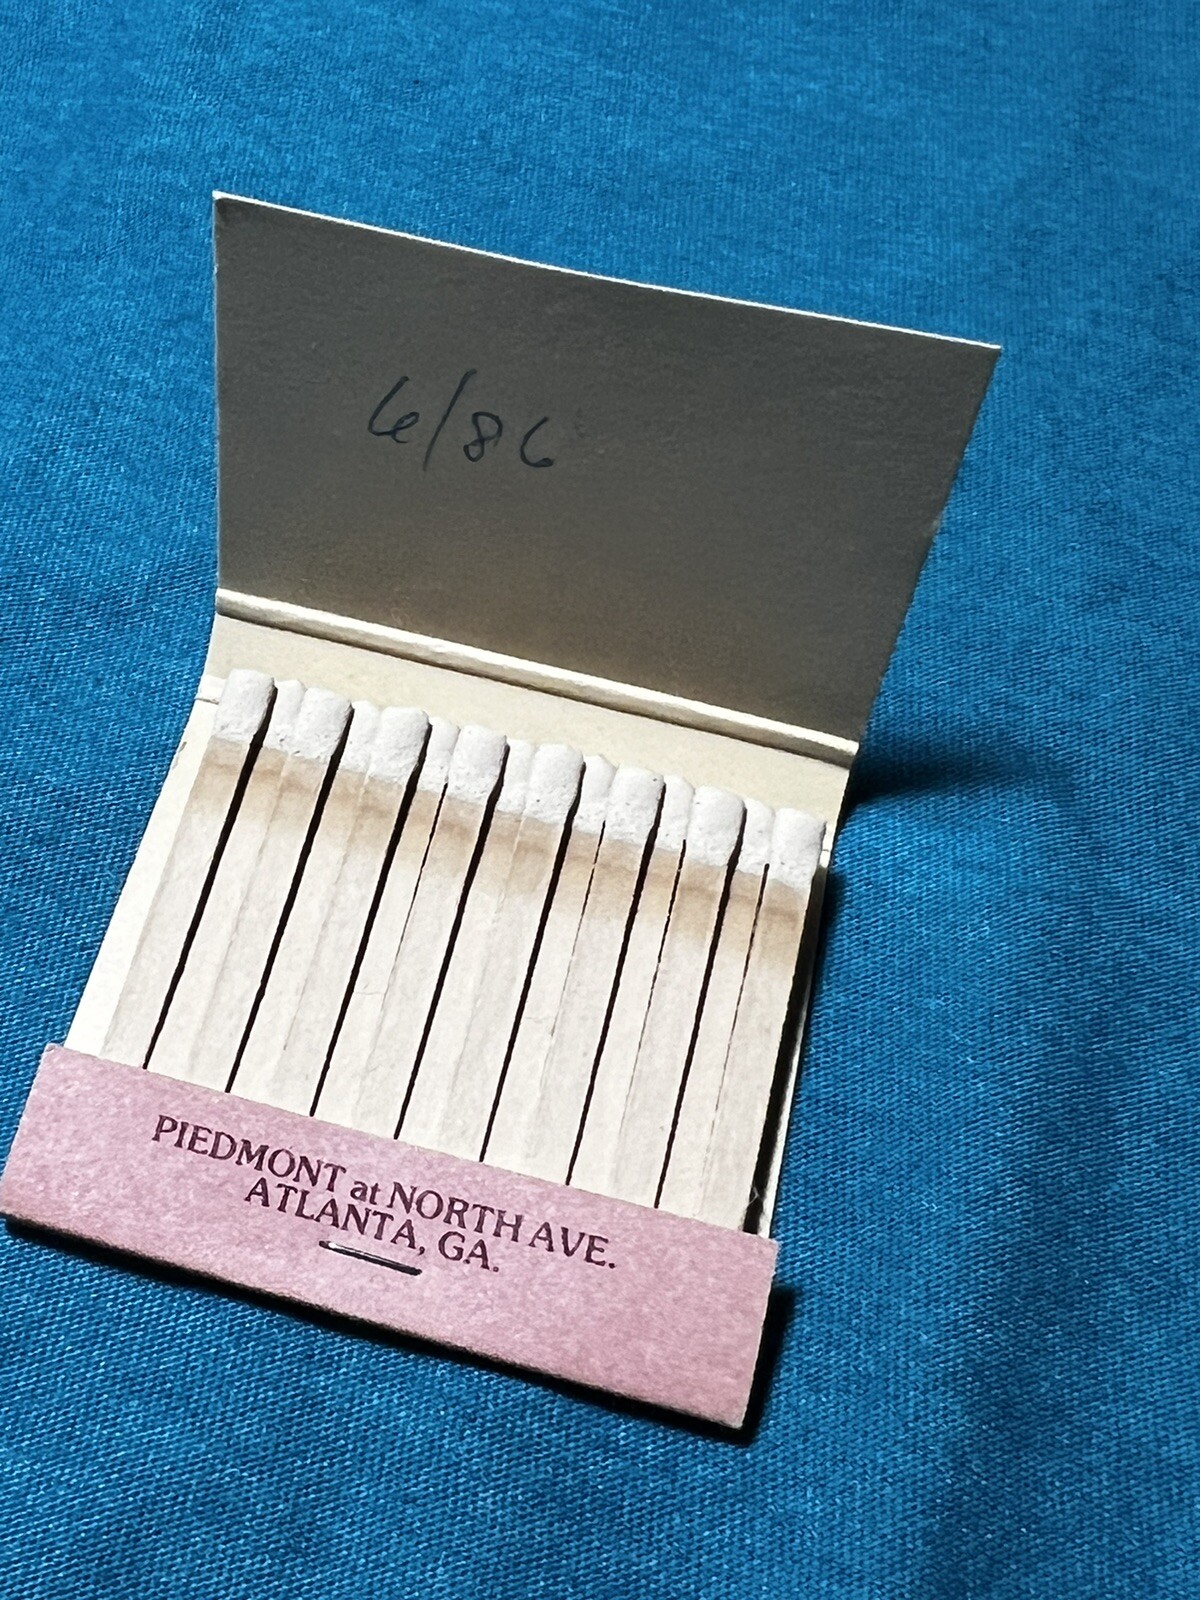 6/86
PIEDMONT at NORTH AVE.
ATLANTA, GA.